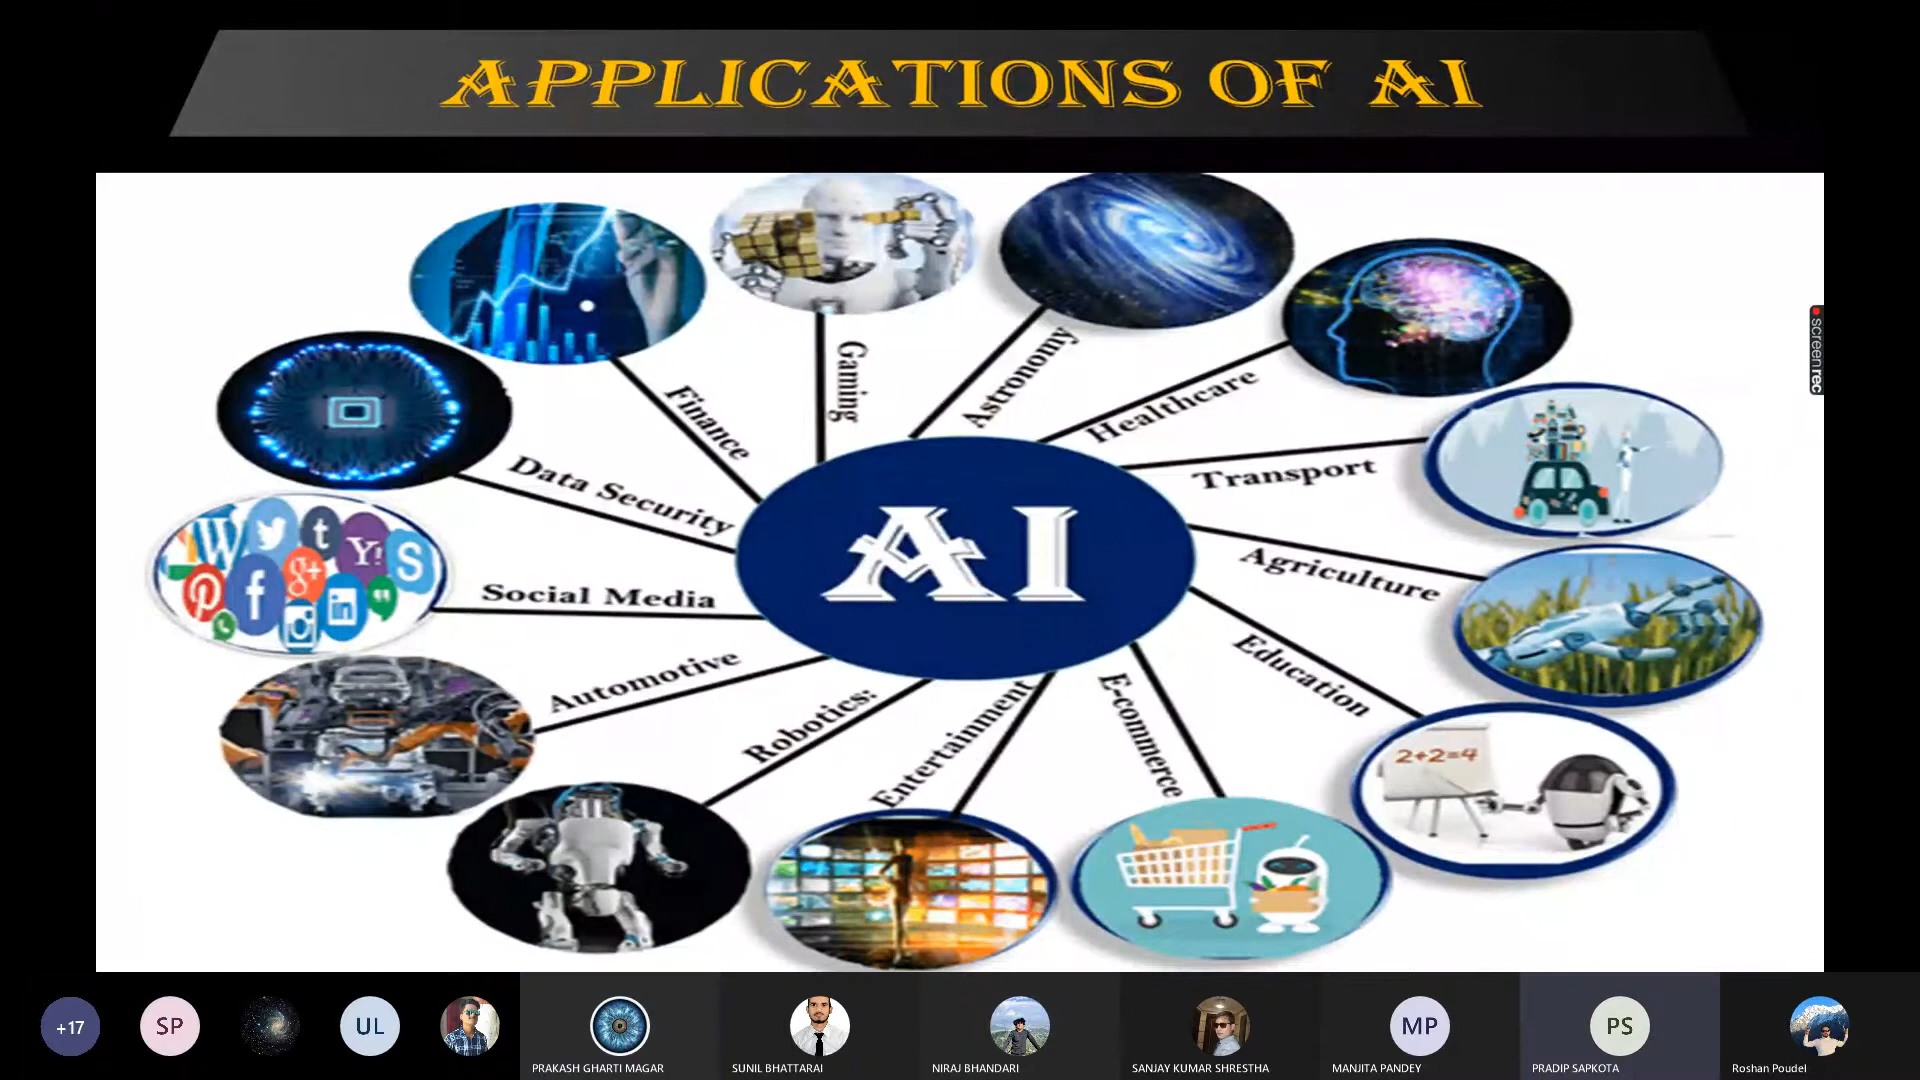 APPLICATIONS OF AI
Finance
Gaming
Astronomy
Healthcare
Data Security
Transport
AI
Agriculture
Social Media
Education
Automotive
Robotics:
Entertainment
E-commerce
2+2=4
screenrec
W
t
Y!
S
g+
f
in
+17
SP
UL
MP
PS
PRAKASH GHARTI MAGAR
SUNIL BHATTARAI
NIRAJ BHANDARI
SANJAY KUMAR SHRESTHA
MANJITA PANDEY
PRADIP SAPKOTA
Roshan Poudel